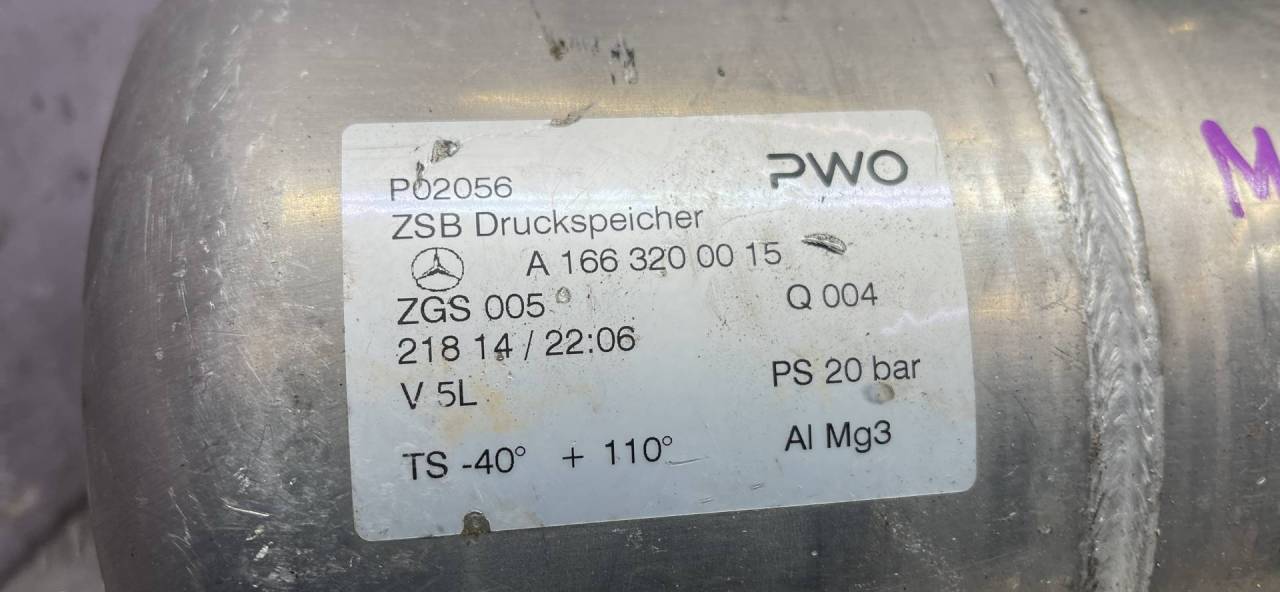 PWO
P02056
ZSB Druckspeicher
A 166 320 00 15
ZGS 005
Q 004
218 14 / 22:06
PS 20 bar
V 5L
Al Mg3
TS -40° + 110°
M